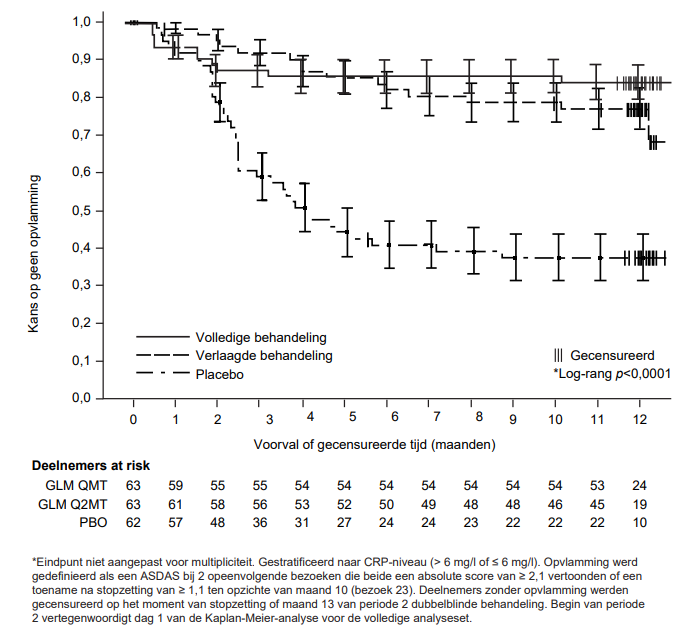 Kans op geen opvlamming
1,0
0,9
0,8
0,7
0,6
0,5
0,4
0,3
0,2
0,1
0,0
Volledige behandeling
Verlaagde behandeling
Placebo
Gecensureerd
*Log-rang p<0,0001
0 1 2 3 4 5 6 7 8 9 10 11 12
Voorval of gecensureerde tijd (maanden)
Deelnemers at risk
GLM QMT 63 59 55 55 54 54 54 54 54 54 54 53 24
GLM Q2MT 63 61 58 56 53 52 50 49 48 48 46 45 19
PBO 62 57 48 36 31 27 24 24 23 22 22 22 10
*Eindpunt niet aangepast voor multipliciteit. Gestratificeerd naar CRP-niveau (> 6 mg/l of ≤ 6 mg/l). Opvlamming werd
gedefinieerd als een ASDAS bij 2 opeenvolgende bezoeken die beide een absolute score van ≥ 2,1 vertoonden of een
toename na stopzetting van ≥ 1,1 ten opzichte van maand 10 (bezoek 23). Deelnemers zonder opvlamming werden
gecensureerd op het moment van stopzetting of maand 13 van periode 2 dubbelblinde behandeling. Begin van periode
2 vertegenwoordigt dag 1 van de Kaplan-Meier-analyse voor de volledige analyseset.